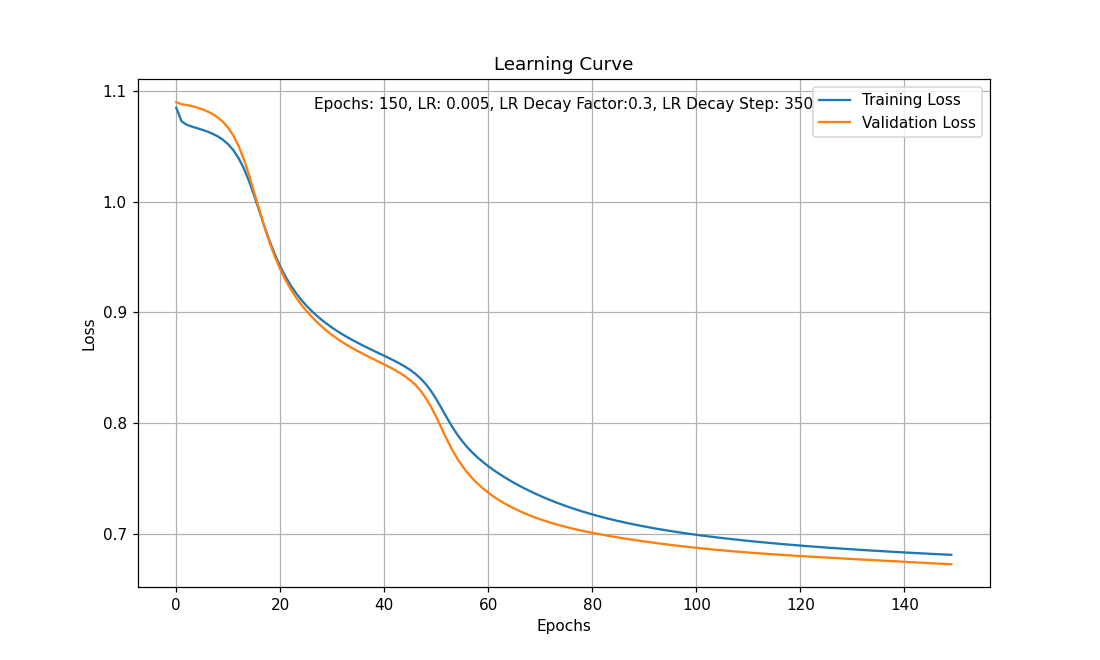 Learning Curve
1.1
Epochs: 150, LR: 0.005, LR Decay Factor:0.3, LR Decay Step: 350
Training Loss
Validation Loss
1.0
0.9
Loss
0.8
0.7
0 20 40 60 80 100 120 140
Epochs